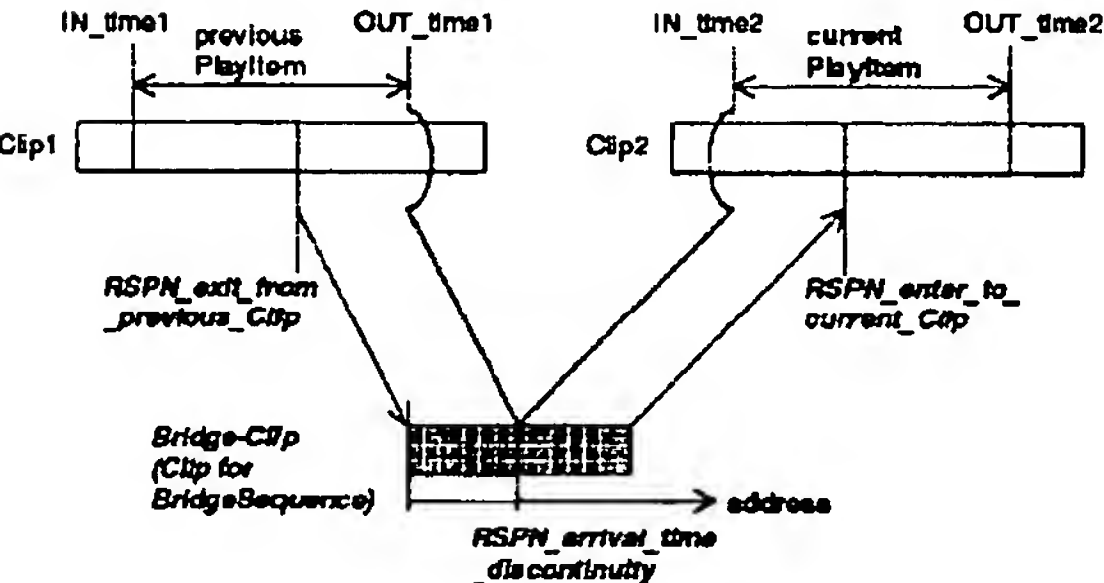 IN_time1
previous
PlayItem
OUT_time1
IN_time2
current
PlayItem
OUT_time2
Clip1
Clip2
RSPN_exit_from
_previous_Clip
RSPN_enter_to_
current_Clip
Bridge-Clip
(Clip for
BridgeSequence)
address
RSPN_arrival_time
_discontinuity